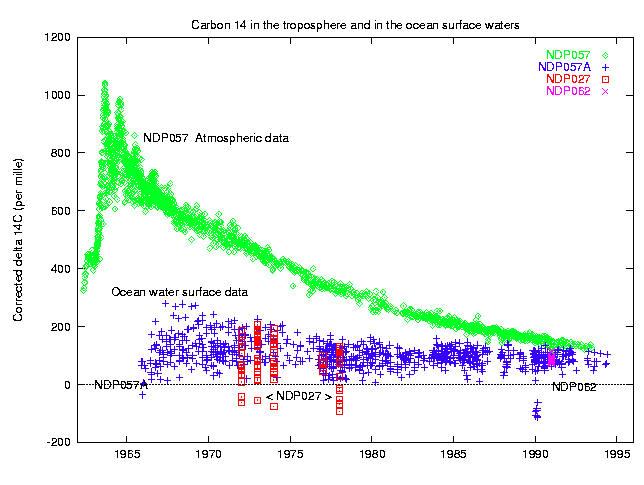 Carbon 14 in the troposphere and in the ocean surface waters
1200
1000
800
600
400
200
0
-200
Corrected delta 14C (per mille)
NDP057
NDP057A
NDP027
NDP062
NDP057 Atmospheric data
Ocean water surface data
NDP057A
< NDP027 >
NDP062
1965
1970
1975
1980
1985
1990
1995